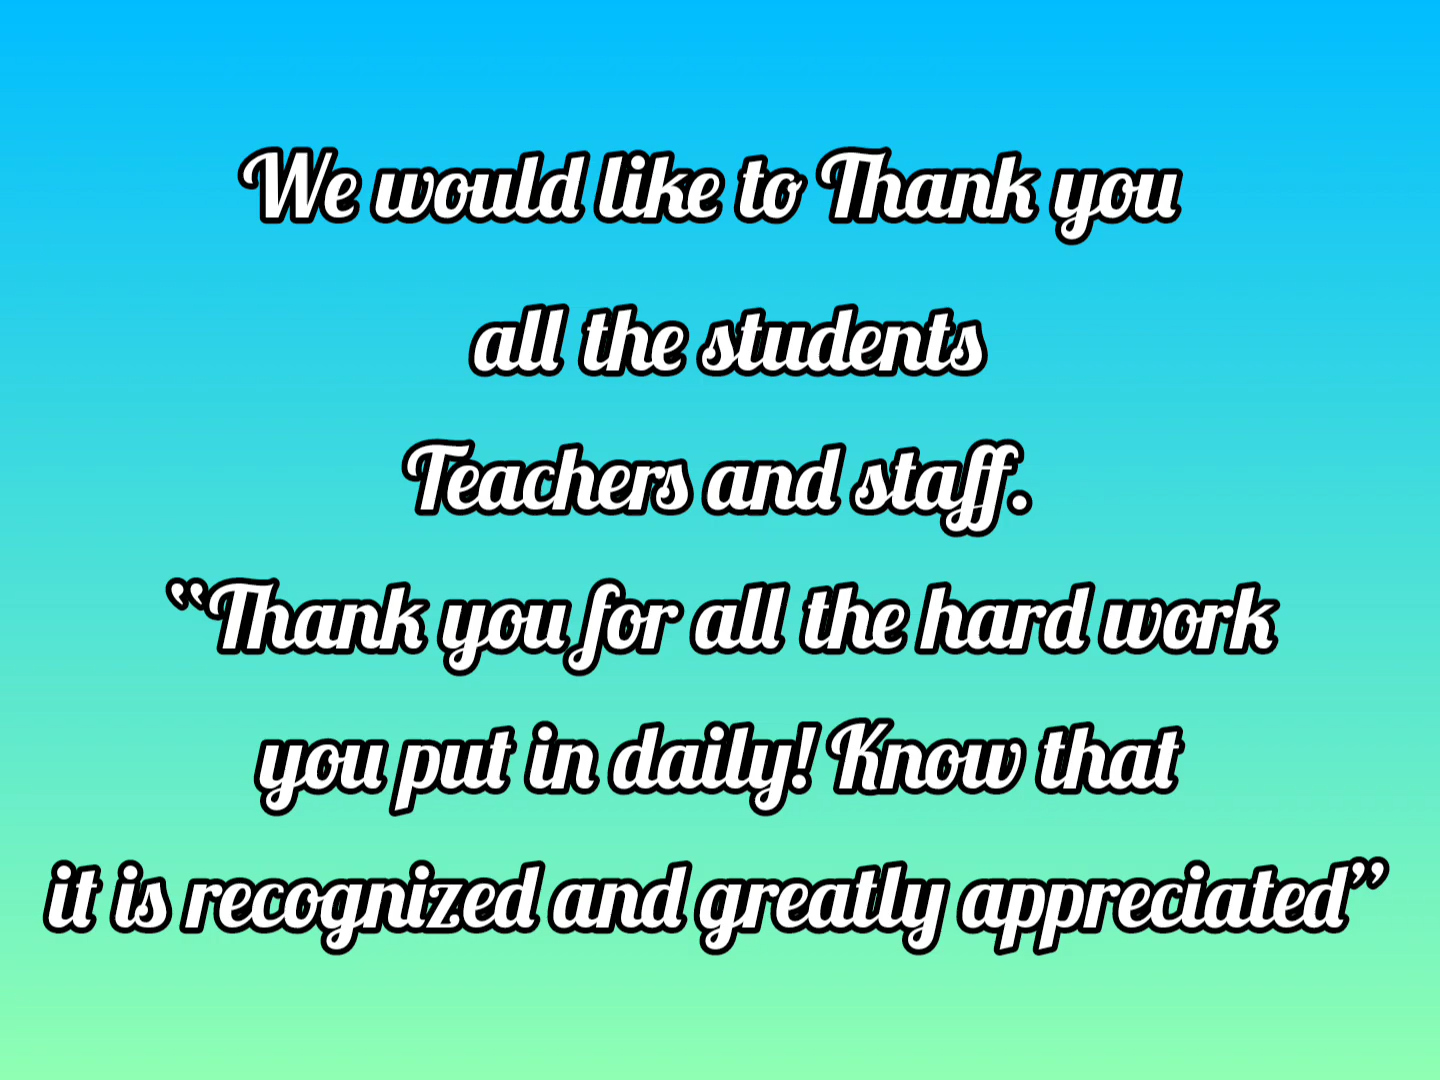 We would like to Thank you
all the students
Teachers and staff.
“Thank you for all the hard work
you put in daily! Know that
it is recognized and greatly appreciated”